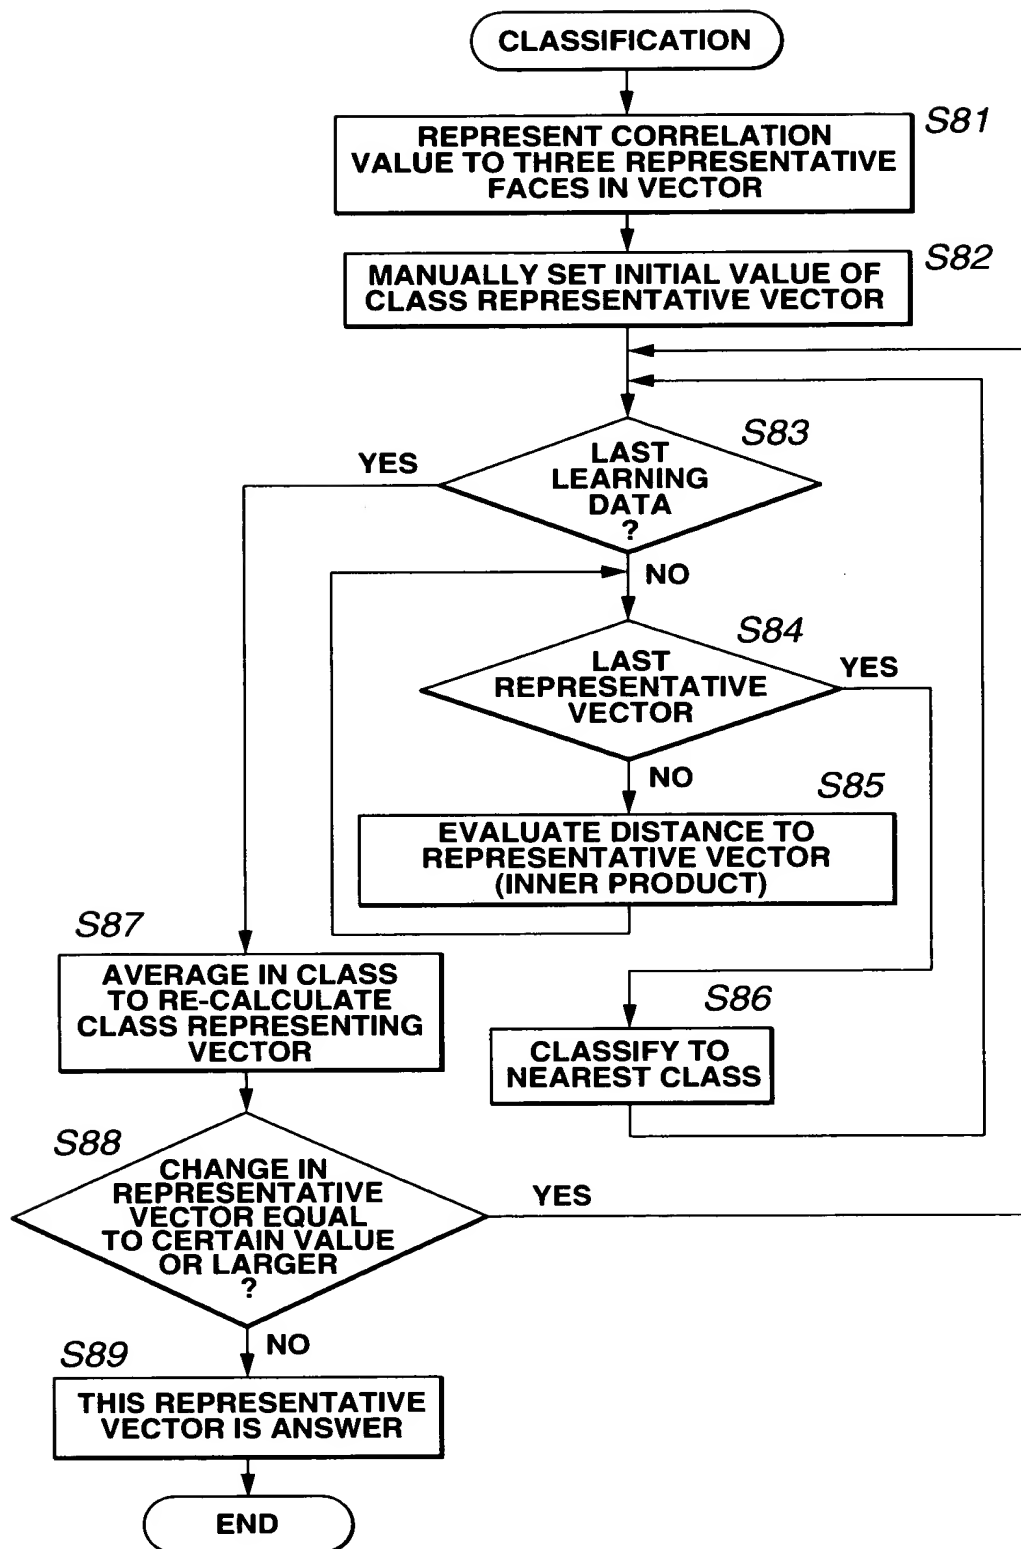 CLASSIFICATION
S81
REPRESENT CORRELATION
VALUE TO THREE REPRESENTATIVE
FACES IN VECTOR
S82
MANUALLY SET INITIAL VALUE OF
CLASS REPRESENTATIVE VECTOR
S83
YES
LAST
LEARNING
DATA
?
NO
S84
LAST
REPRESENTATIVE
VECTOR
YES
NO
S85
EVALUATE DISTANCE TO
REPRESENTATIVE VECTOR
(INNER PRODUCT)
S87
AVERAGE IN CLASS
TO RE-CALCULATE
CLASS REPRESENTING
VECTOR
S86
CLASSIFY TO
NEAREST CLASS
S88
CHANGE IN
REPRESENTATIVE
VECTOR EQUAL
TO CERTAIN VALUE
OR LARGER
?
YES
NO
S89
THIS REPRESENTATIVE
VECTOR IS ANSWER
END